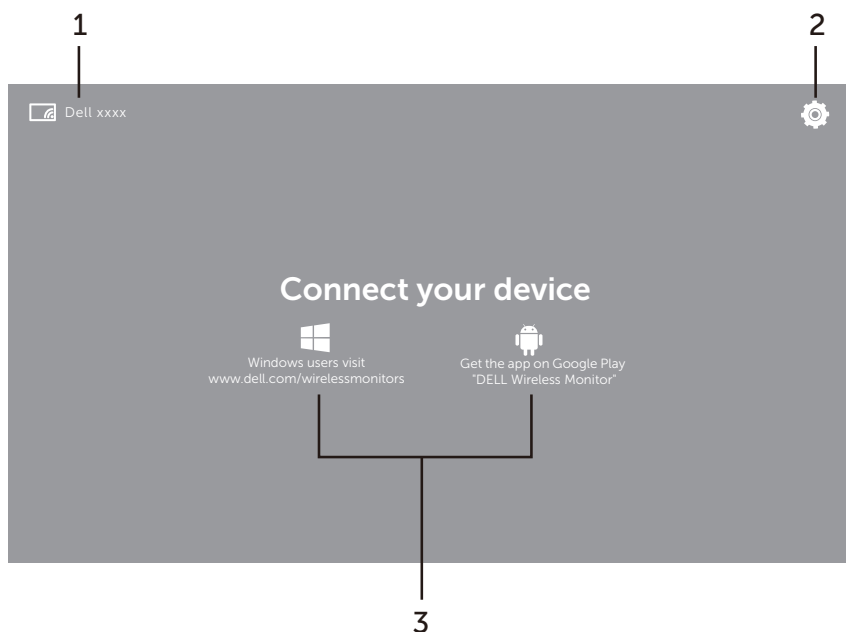 1
2
Dell xxxx
Connect your device
Windows users visit
www.dell.com/wirelessmonitors
Get the app on Google Play
"DELL Wireless Monitor"
3